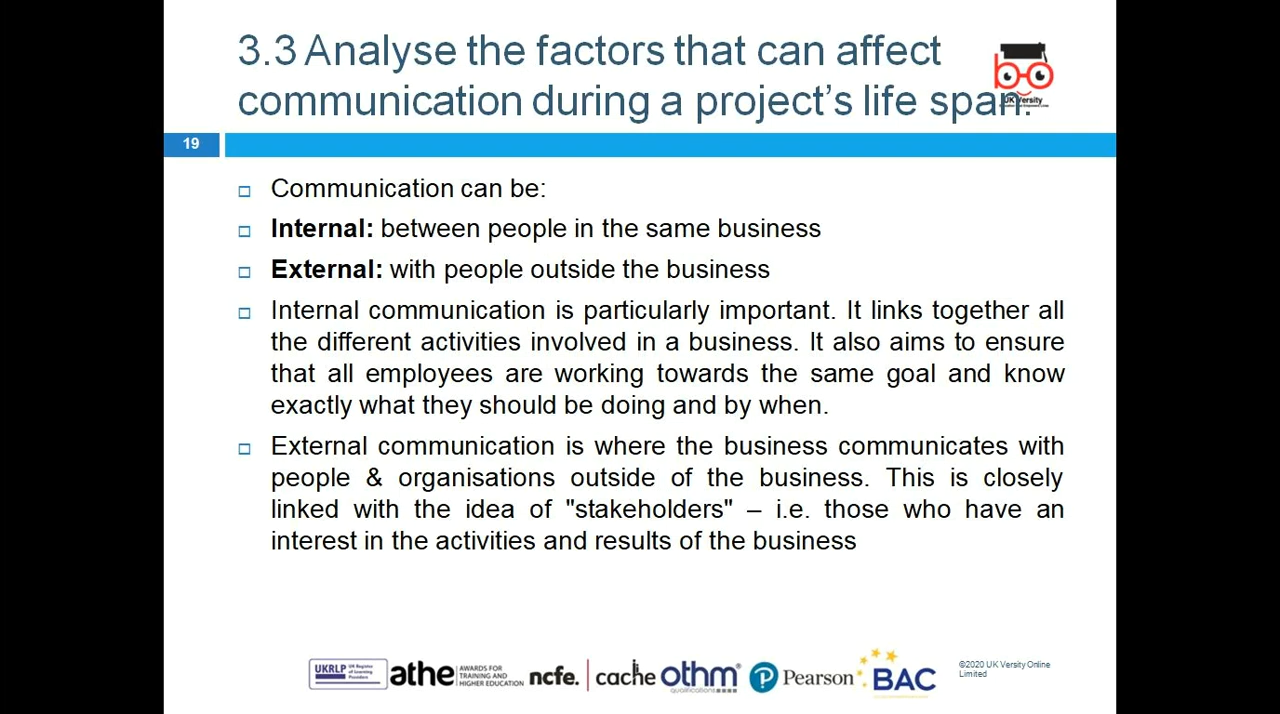 3.3 Analyse the factors that can affect
communication during a project's life span.
UK Versity
19
Communication can be:
Internal: between people in the same business
External: with people outside the business
Internal communication is particularly important. It links together all
the different activities involved in a business. It also aims to ensure
that all employees are working towards the same goal and know
exactly what they should be doing and by when.
External communication is where the business communicates with
people & organisations outside of the business. This is closely
linked with the idea of "stakeholders" – i.e. those who have an
interest in the activities and results of the business
UKRLP UK Register of Learning Providers
athe AWARDS FOR TRAINING AND HIGHER EDUCATION
ncfe.
cache
othm qualifications
Pearson
BAC
©2020 UK Versity Online
Limited